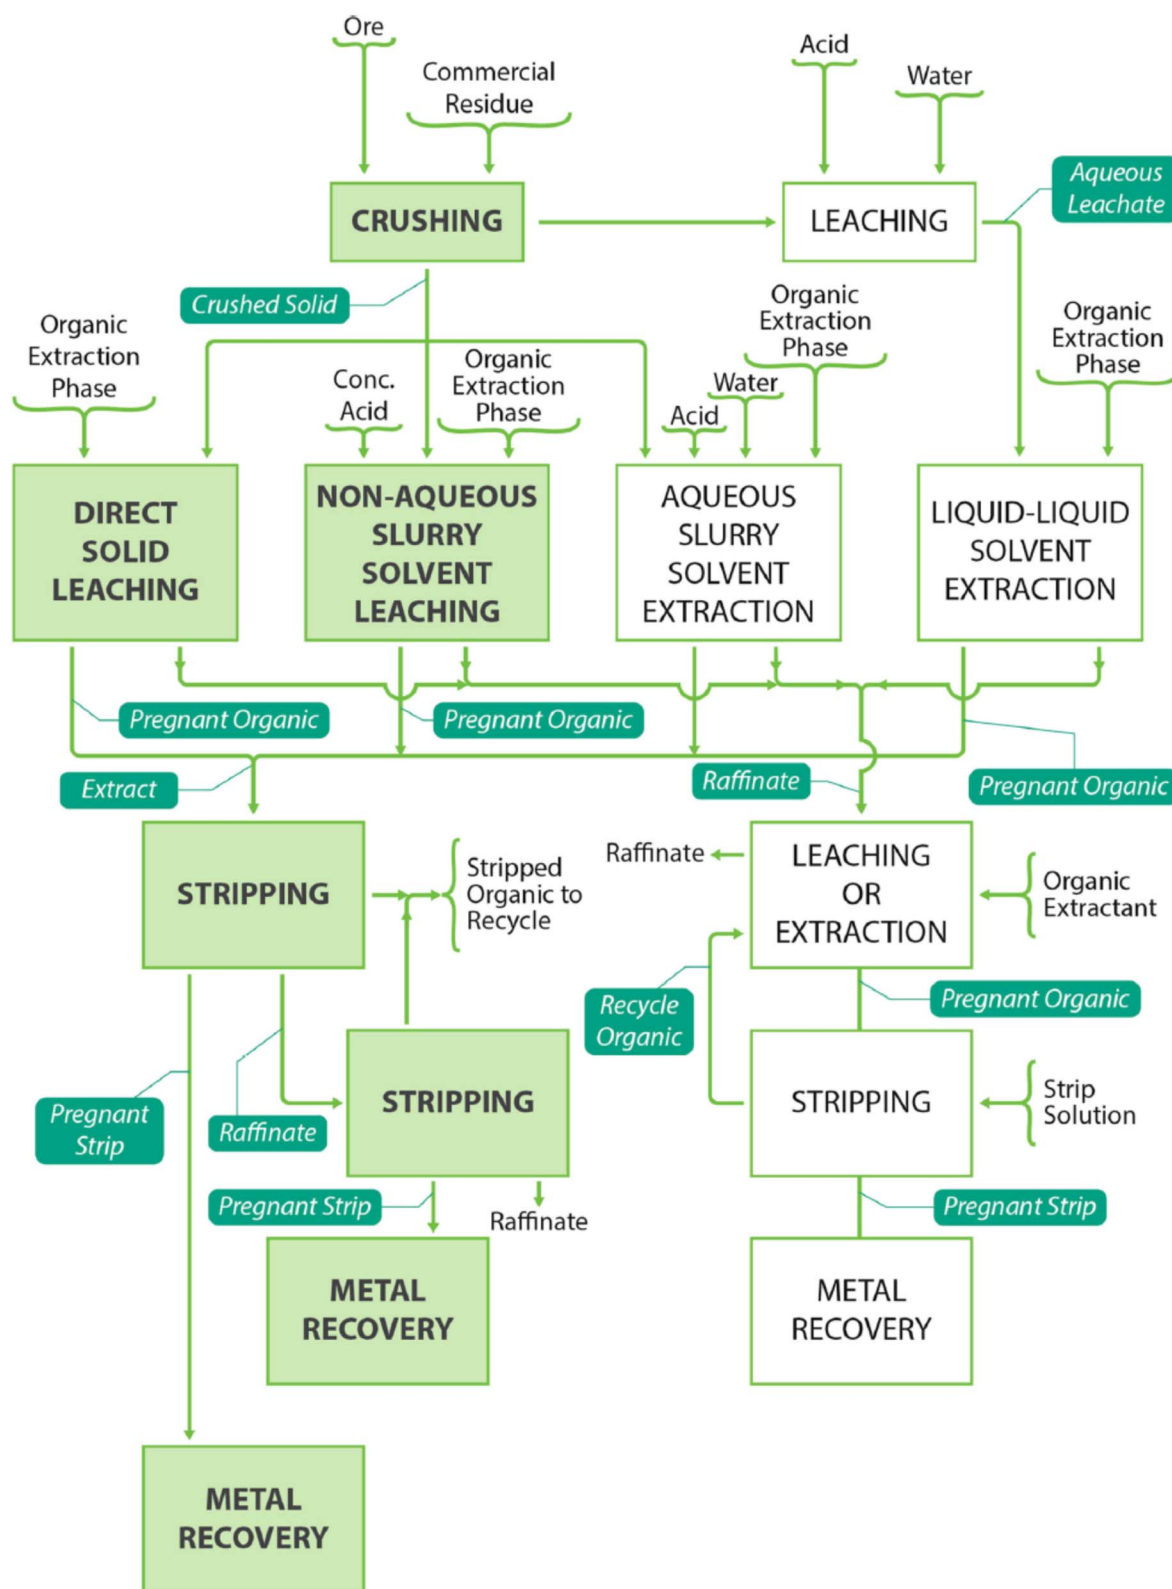 Ore
Commercial
Residue
Acid
Water
CRUSHING
LEACHING
Aqueous
Leachate
Crushed Solid
Organic
Extraction
Phase
Conc.
Acid
Organic
Extraction
Phase
Acid
Water
Organic
Extraction
Phase
Organic
Extraction
Phase
DIRECT
SOLID
LEACHING
NON-AQUEOUS
SLURRY
SOLVENT
LEACHING
AQUEOUS
SLURRY
SOLVENT
EXTRACTION
LIQUID-LIQUID
SOLVENT
EXTRACTION
Pregnant Organic
Pregnant Organic
Extract
Raffinate
Pregnant Organic
STRIPPING
Stripped
Organic to
Recycle
Raffinate
LEACHING
OR
EXTRACTION
Organic
Extractant
Recycle
Organic
Pregnant Organic
Pregnant
Strip
Raffinate
STRIPPING
STRIPPING
Strip
Solution
Pregnant Strip
Raffinate
Pregnant Strip
METAL
RECOVERY
METAL
RECOVERY
METAL
RECOVERY